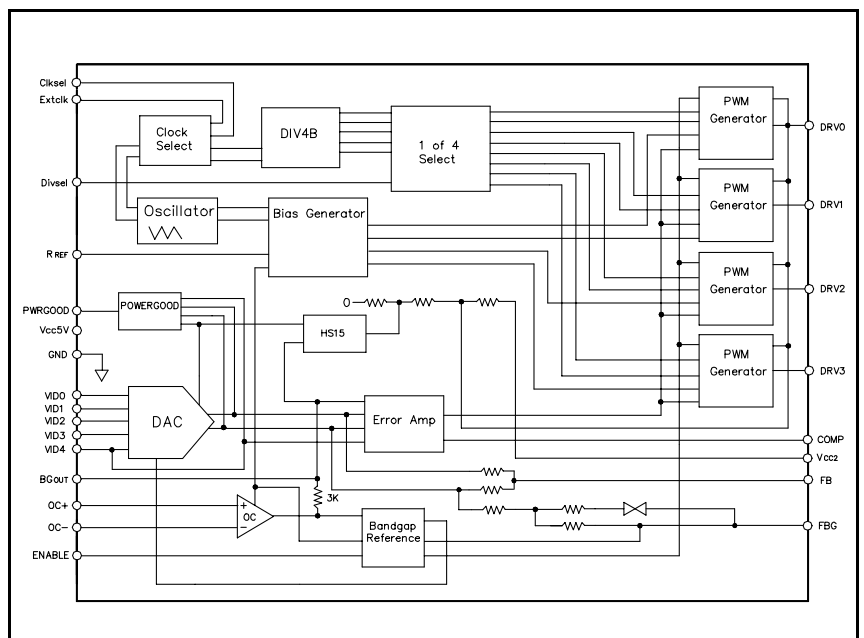 Clksel
Extclk
Clock
Select
DIV4B
1 of 4
Select
PWM
Generator
DRV0
Divsel
PWM
Generator
DRV1
Oscillator
Bias Generator
R REF
PWM
Generator
DRV2
PWRGOOD
POWERGOOD
0
Vcc5V
HS15
GND
PWM
Generator
DRV3
VID0
VID1
VID2
VID3
VID4
DAC
Error Amp
COMP
Vcc2
BGOUT
FB
3K
OC+
+
OC
−
OC−
Bandgap
Reference
FBG
ENABLE